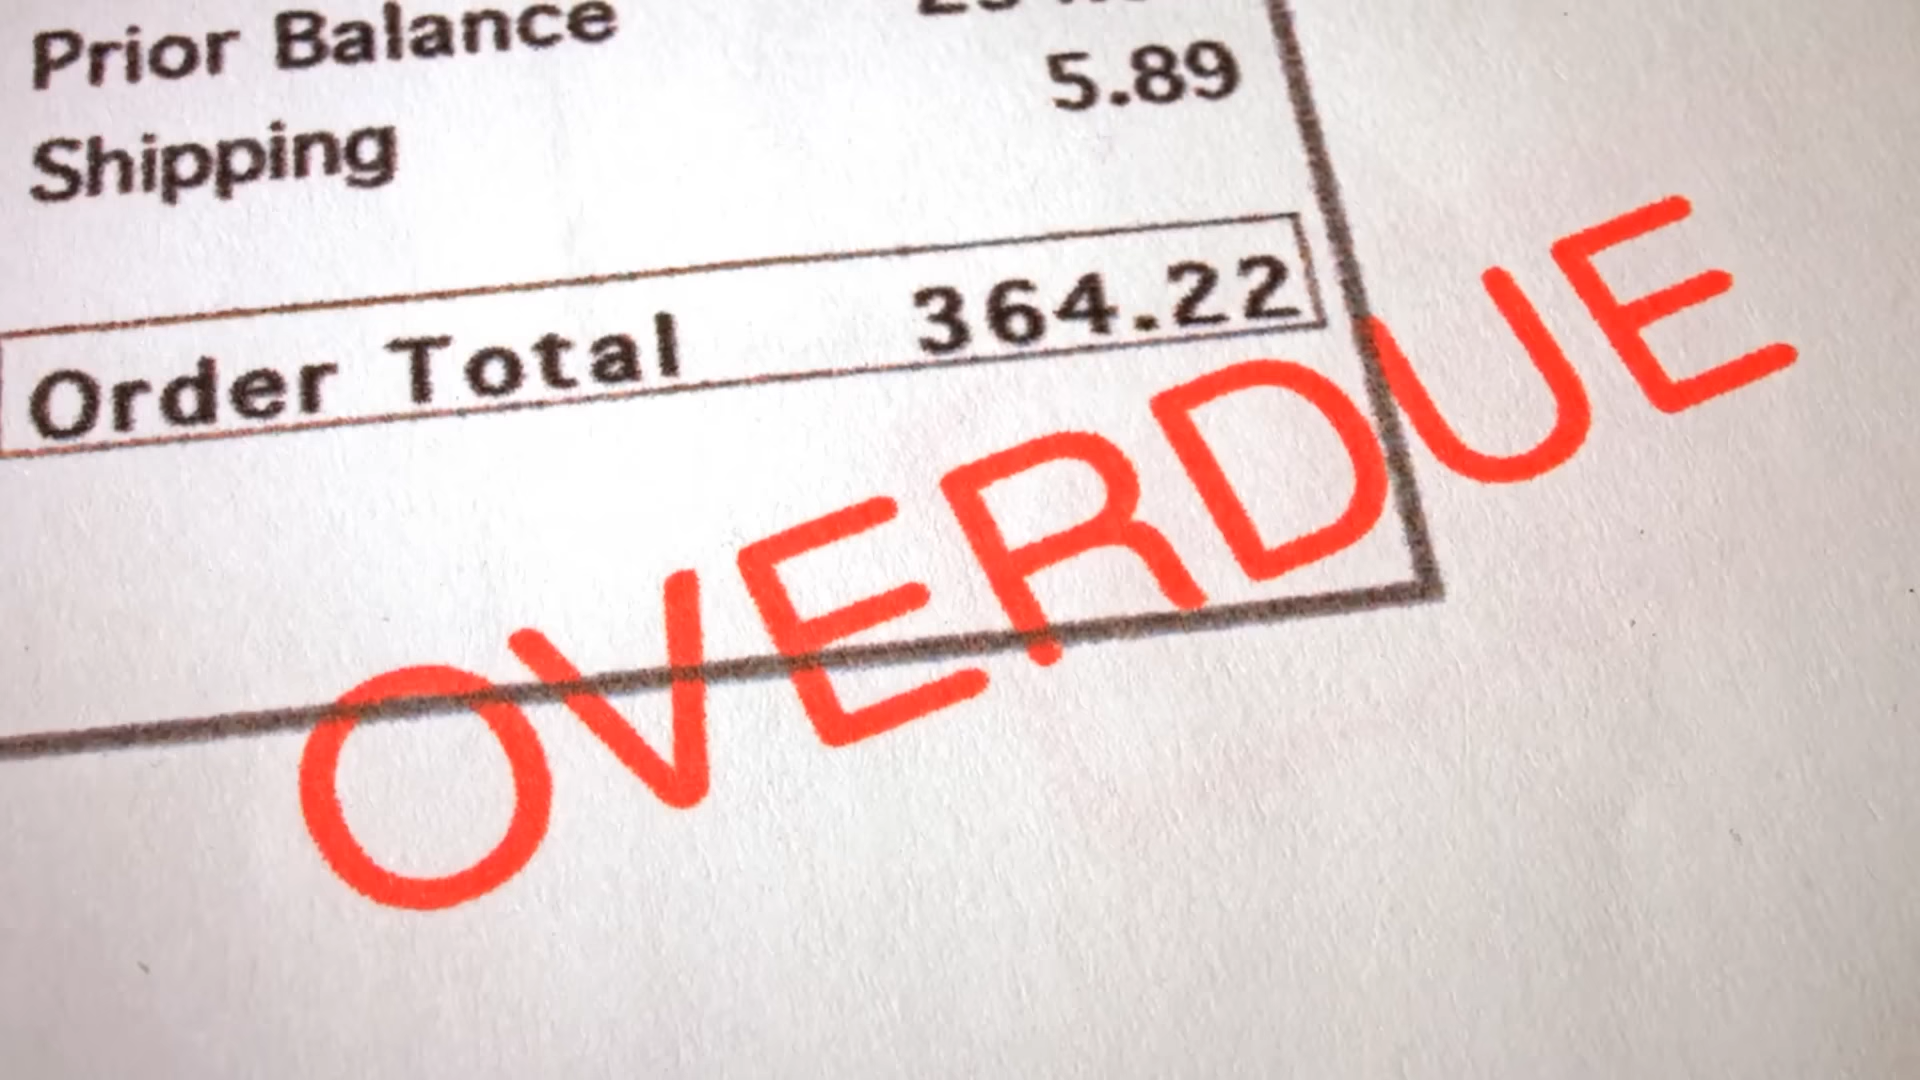 Prior Balance
Shipping 5.89
Order Total 364.22
OVERDUE